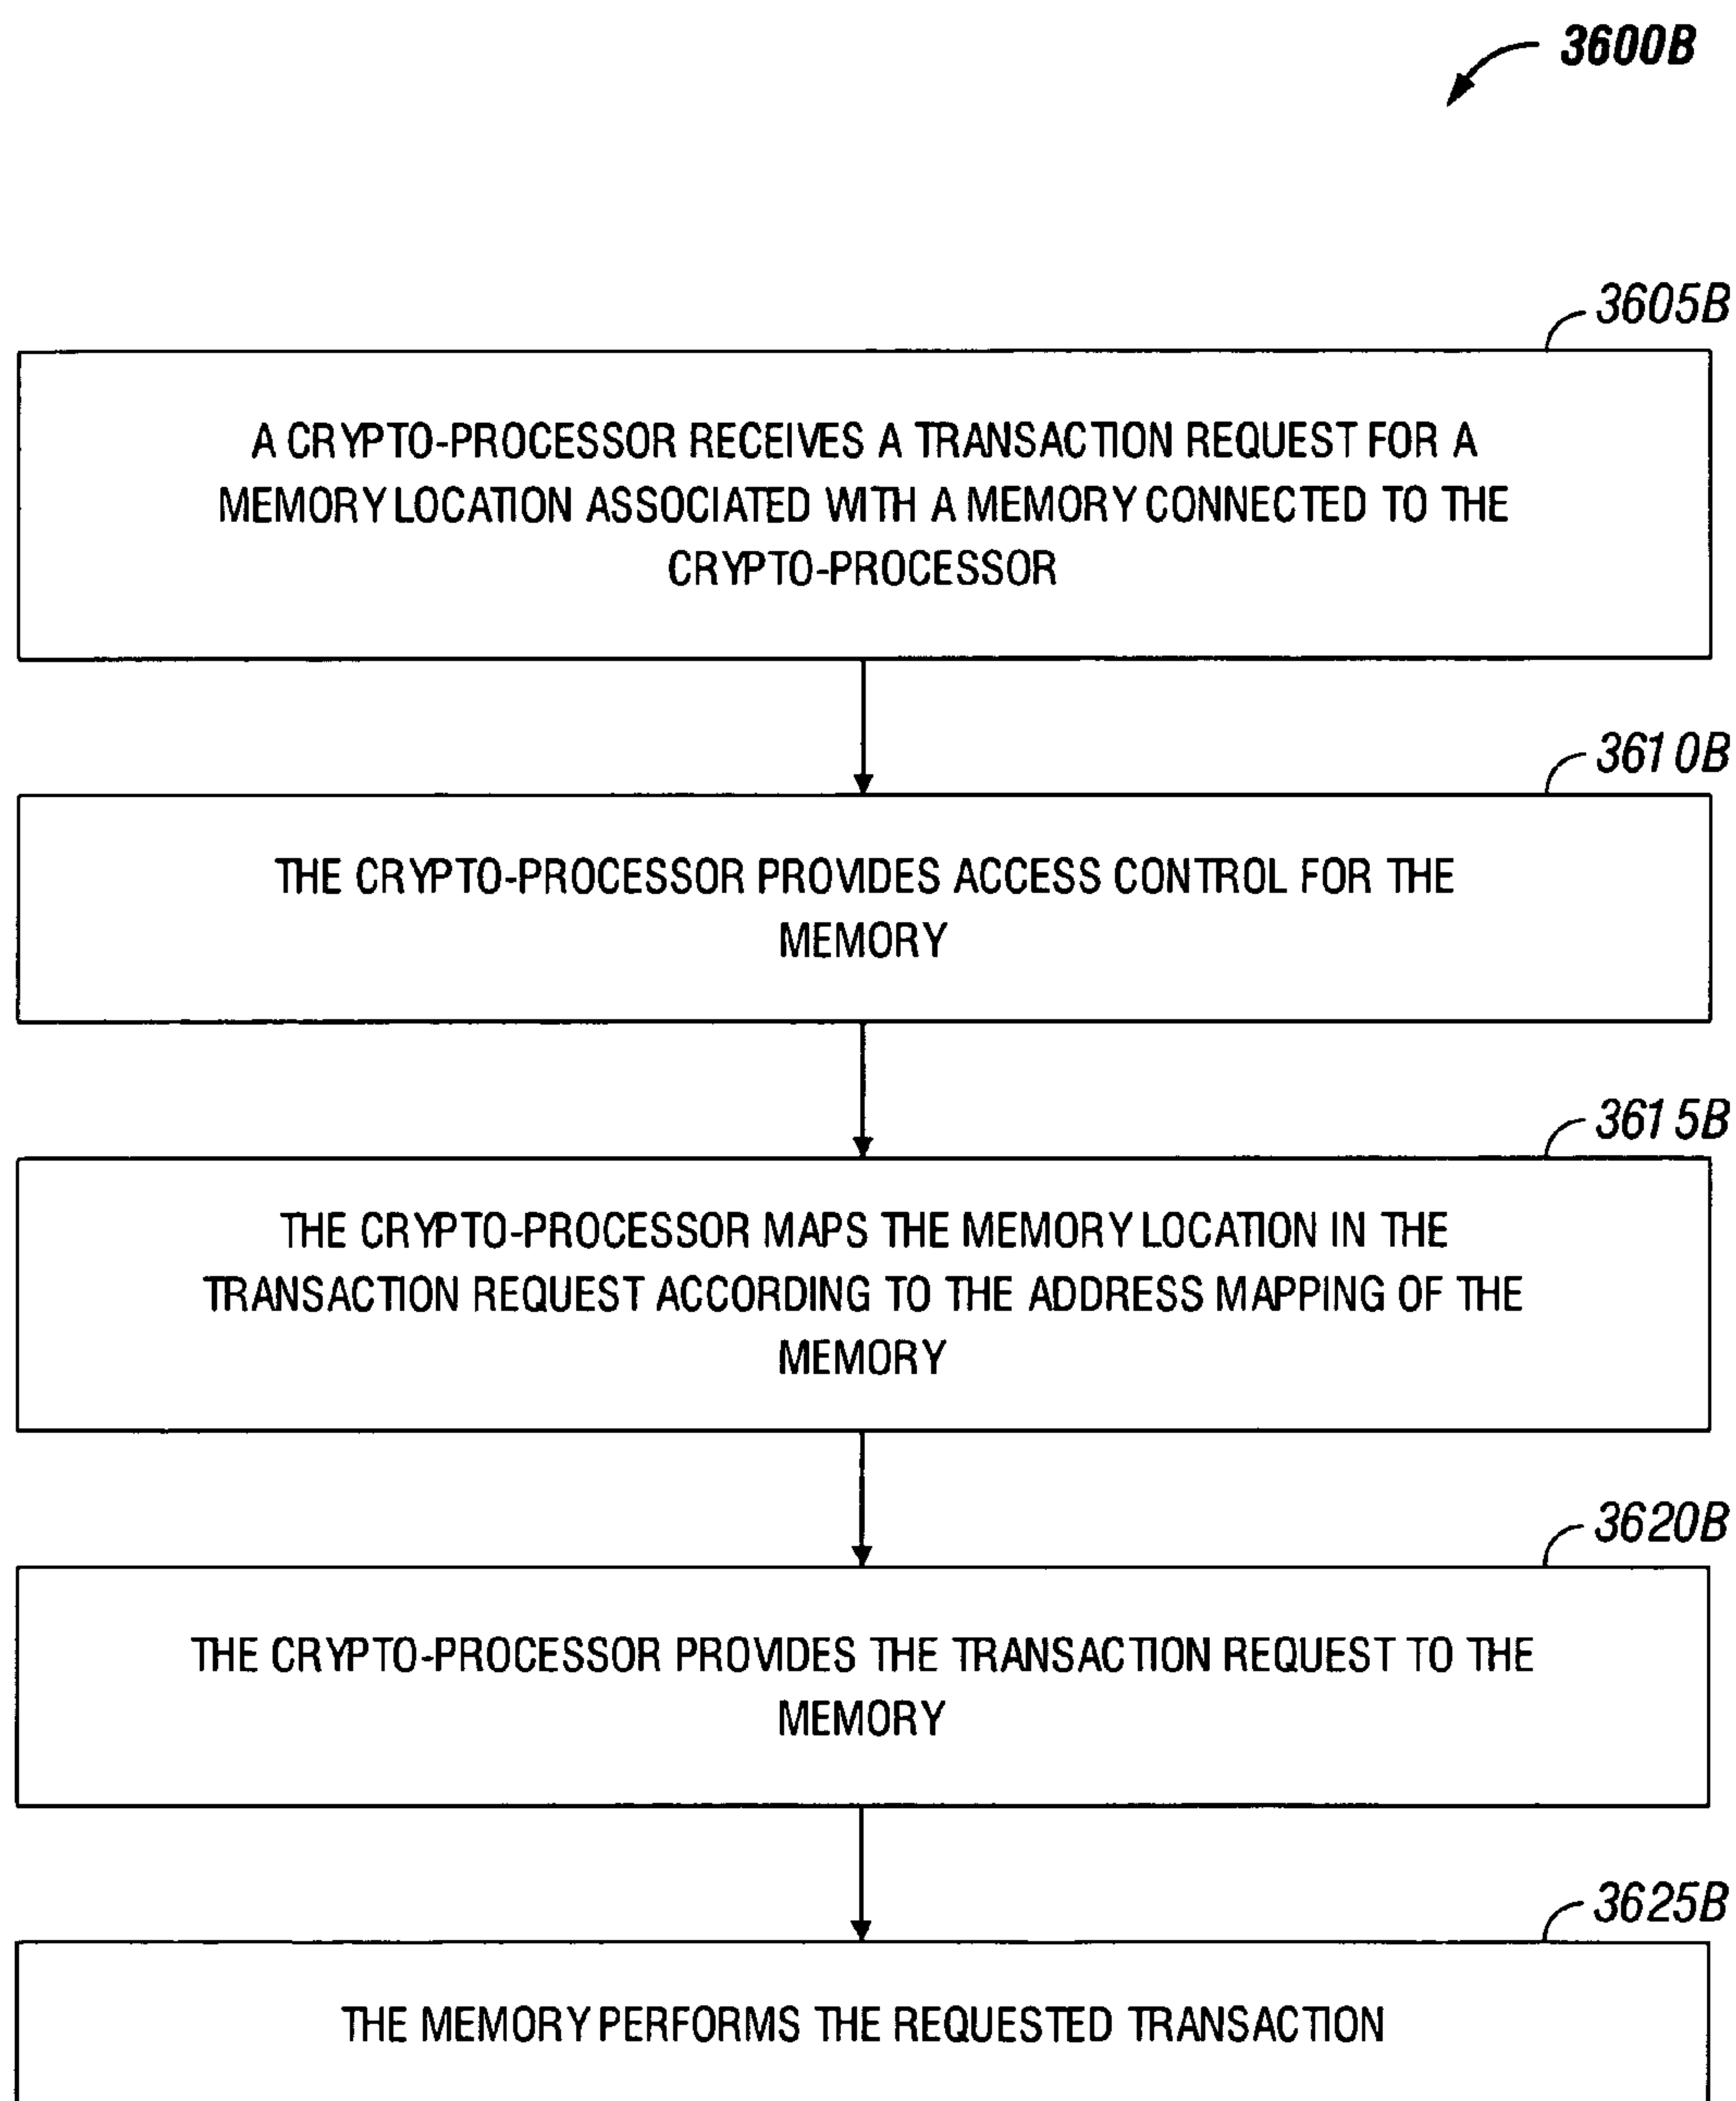 3600B
3605B
A CRYPTO-PROCESSOR RECEIVES A TRANSACTION REQUEST FOR A
MEMORY LOCATION ASSOCIATED WITH A MEMORY CONNECTED TO THE
CRYPTO-PROCESSOR
3610B
THE CRYPTO-PROCESSOR PROVIDES ACCESS CONTROL FOR THE
MEMORY
3615B
THE CRYPTO-PROCESSOR MAPS THE MEMORY LOCATION IN THE
TRANSACTION REQUEST ACCORDING TO THE ADDRESS MAPPING OF THE
MEMORY
3620B
THE CRYPTO-PROCESSOR PROVIDES THE TRANSACTION REQUEST TO THE
MEMORY
3625B
THE MEMORY PERFORMS THE REQUESTED TRANSACTION